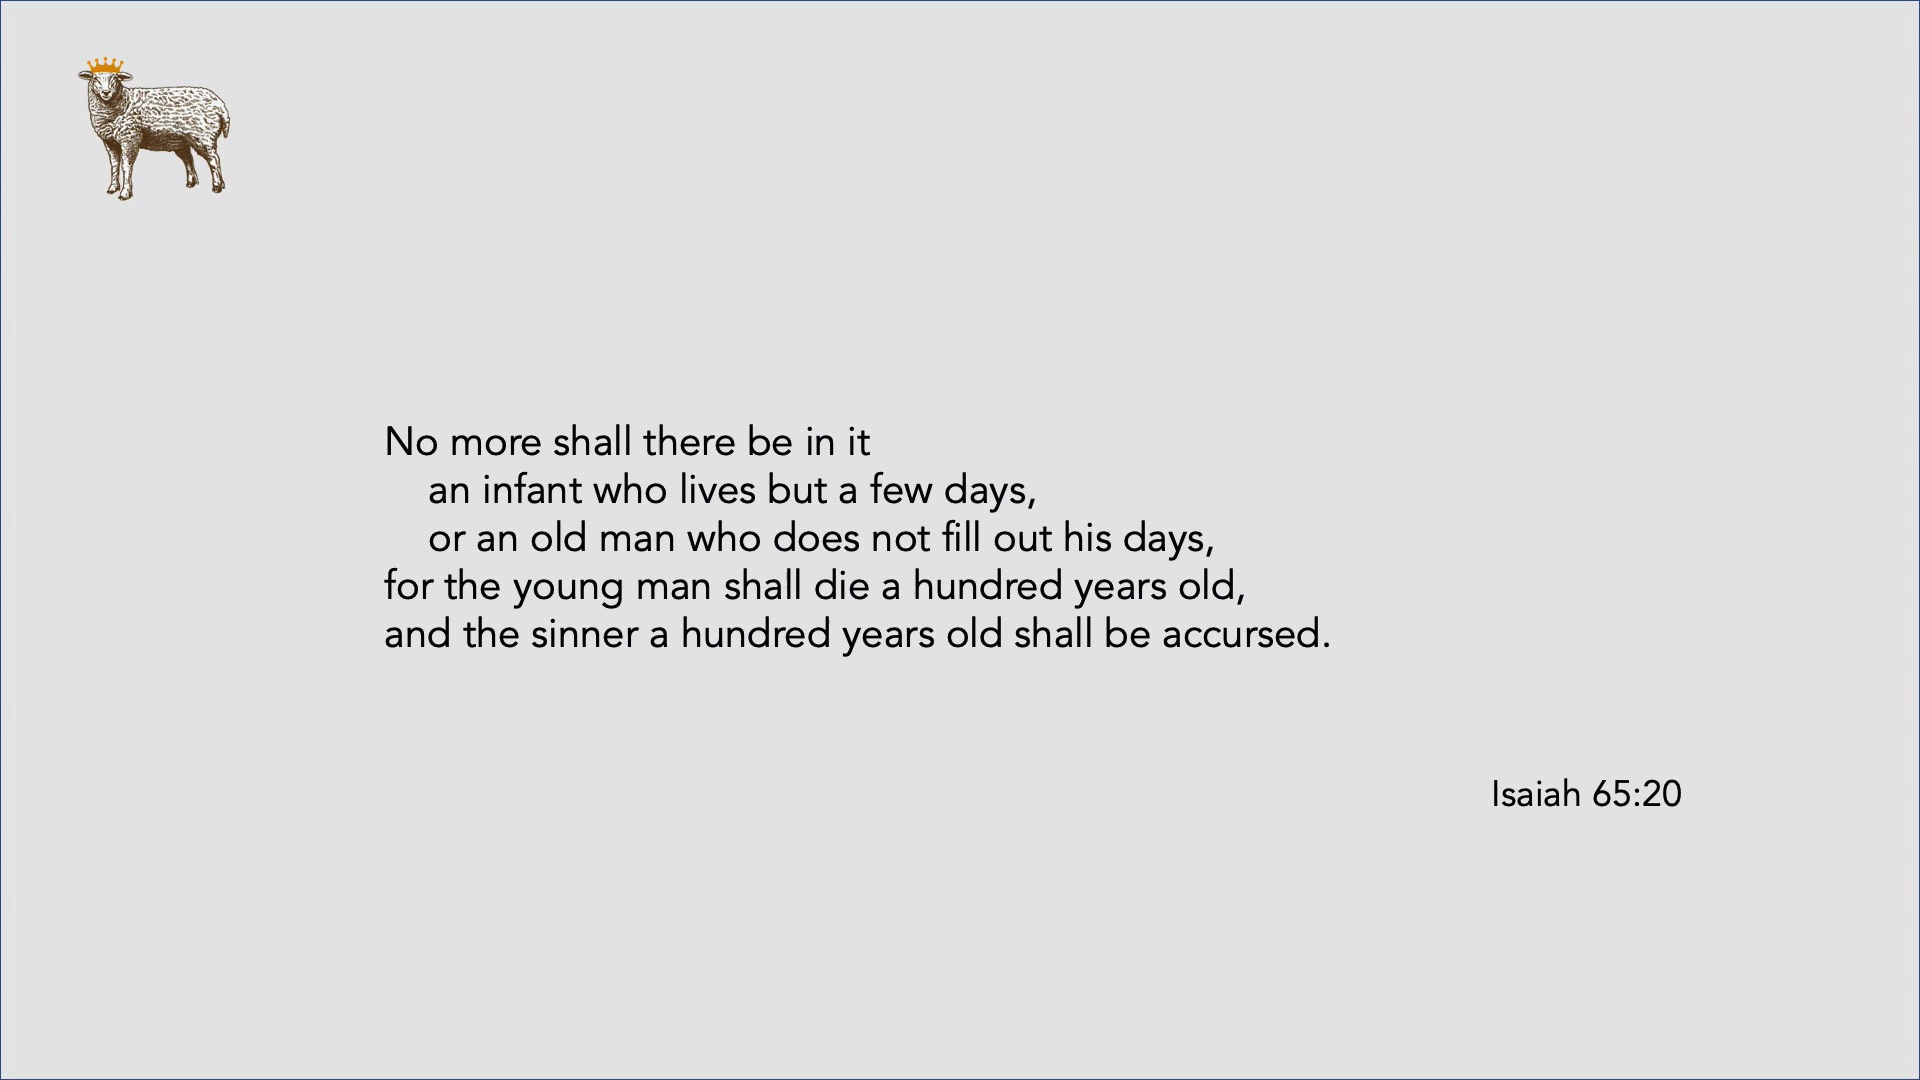 No more shall there be in it
an infant who lives but a few days,
or an old man who does not fill out his days,
for the young man shall die a hundred years old,
and the sinner a hundred years old shall be accursed.
Isaiah 65:20